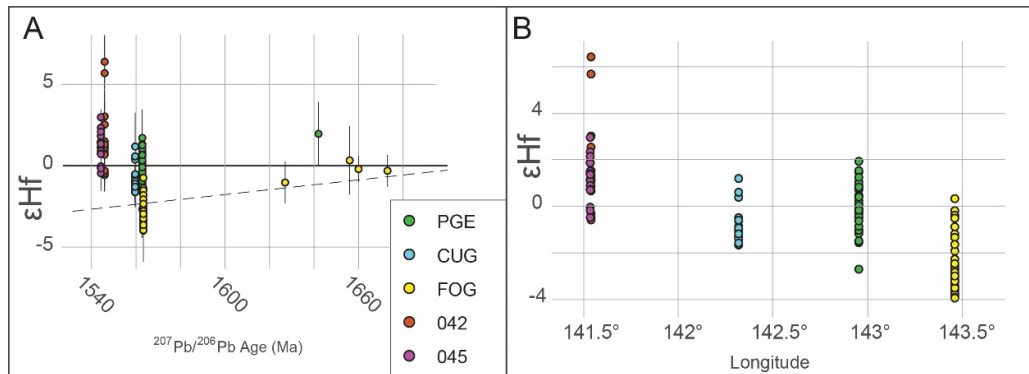 A
5
0
-5
εHf
1540
1600
1660
207Pb/206Pb Age (Ma)
PGE
CUG
FOG
042
045
B
4
0
-4
εHf
141.5°
142°
142.5°
143°
143.5°
Longitude